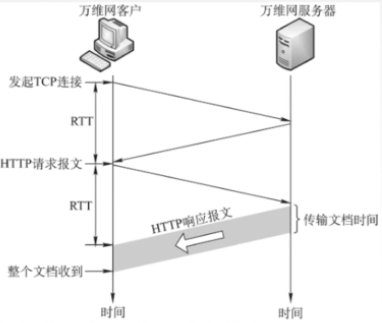 万维网客户
万维网服务器
发起TCP连接
RTT
HTTP请求报文
RTT
HTTP响应报文
传输文档时间
整个文档收到
时间
时间